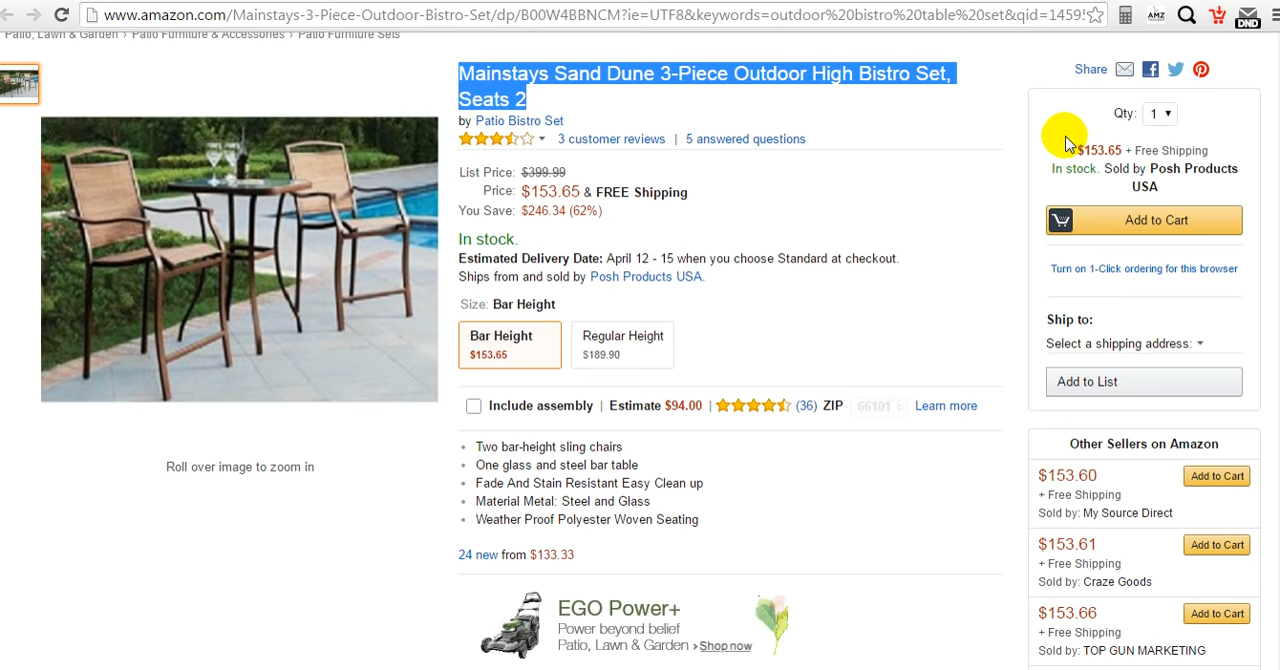 www.amazon.com/Mainstays-3-Piece-Outdoor-Bistro-Set/dp/B00W4BBNCM?ie=UTF8&keywords=outdoor%20bistro%20table%20set&qid=1459
AMZ
DND
Patio, Lawn & Garden › Patio Furniture & Accessories › Patio Furniture Sets
Mainstays Sand Dune 3-Piece Outdoor High Bistro Set,
Seats 2
by Patio Bistro Set
3 customer reviews | 5 answered questions
List Price: $399.99
Price: $153.65 & FREE Shipping
You Save: $246.34 (62%)
In stock.
Estimated Delivery Date: April 12 - 15 when you choose Standard at checkout.
Ships from and sold by Posh Products USA.
Size: Bar Height
Bar Height
$153.65
Regular Height
$189.90
Include assembly | Estimate $94.00 | (36) ZIP 66101 Learn more
Two bar-height sling chairs
One glass and steel bar table
Fade And Stain Resistant Easy Clean up
Material Metal: Steel and Glass
Weather Proof Polyester Woven Seating
24 new from $133.33
Roll over image to zoom in
EGO Power+
Power beyond belief
Patio, Lawn & Garden › Shop now
Share
Qty: 1
$153.65 + Free Shipping
In stock. Sold by Posh Products
USA
Add to Cart
Turn on 1-Click ordering for this browser
Ship to:
Select a shipping address:
Add to List
Other Sellers on Amazon
$153.60 Add to Cart
+ Free Shipping
Sold by: My Source Direct
$153.61 Add to Cart
+ Free Shipping
Sold by: Craze Goods
$153.66 Add to Cart
+ Free Shipping
Sold by: TOP GUN MARKETING